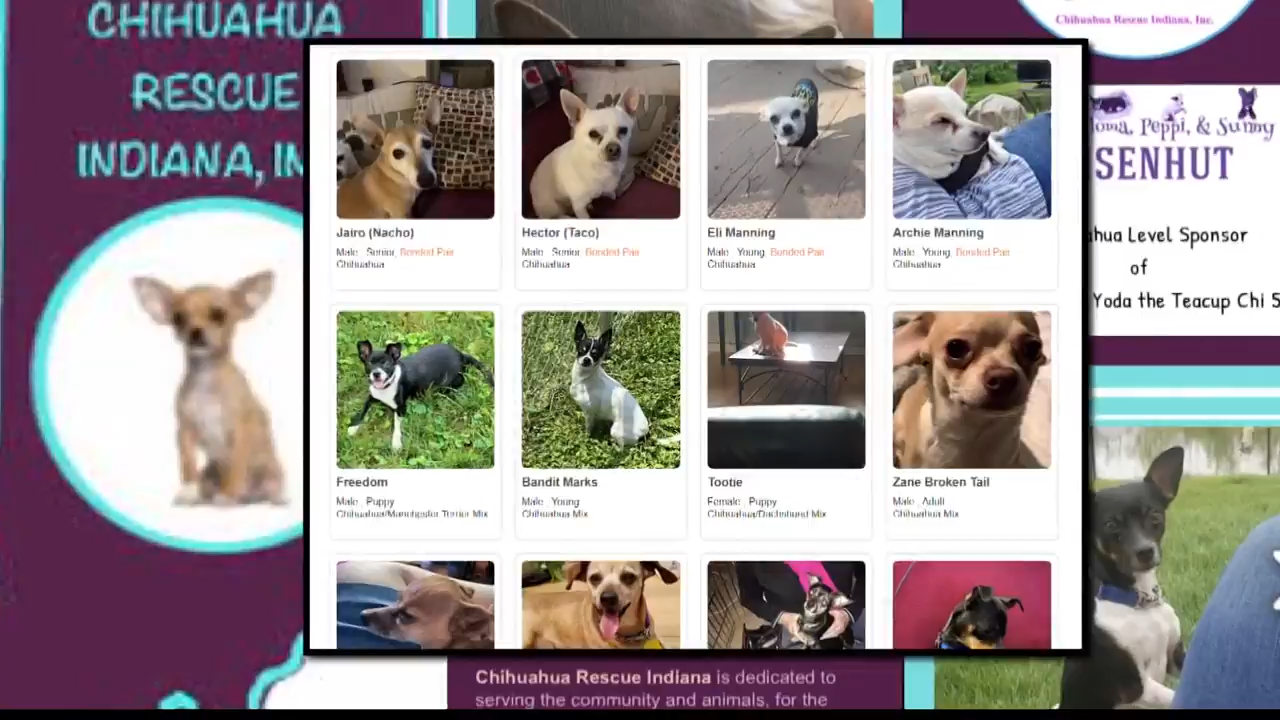 CHIHUAHUA
RESCUE
INDIANA,
Chihuahua Rescue Indiana, Inc.
Peppi, & Sunny
SENHUT
Level Sponsor
of
Yoda the Teacup Chi
Jairo (Nacho)
Male Senior, Bonded Pair
Chihuahua
Hector (Taco)
Male Senior, Bonded Pair
Chihuahua
Eli Manning
Male Young, Bonded Pair
Chihuahua
Archie Manning
Male Young, Bonded Pair
Chihuahua
Freedom
Male Puppy
Chihuahua/Manchester Terrier Mix
Bandit Marks
Male Young
Chihuahua Mix
Tootie
Female Puppy
Chihuahua/Dachshund Mix
Zane Broken Tail
Male Adult
Chihuahua Mix
Chihuahua Rescue Indiana is dedicated to
serving the community and animals, for the